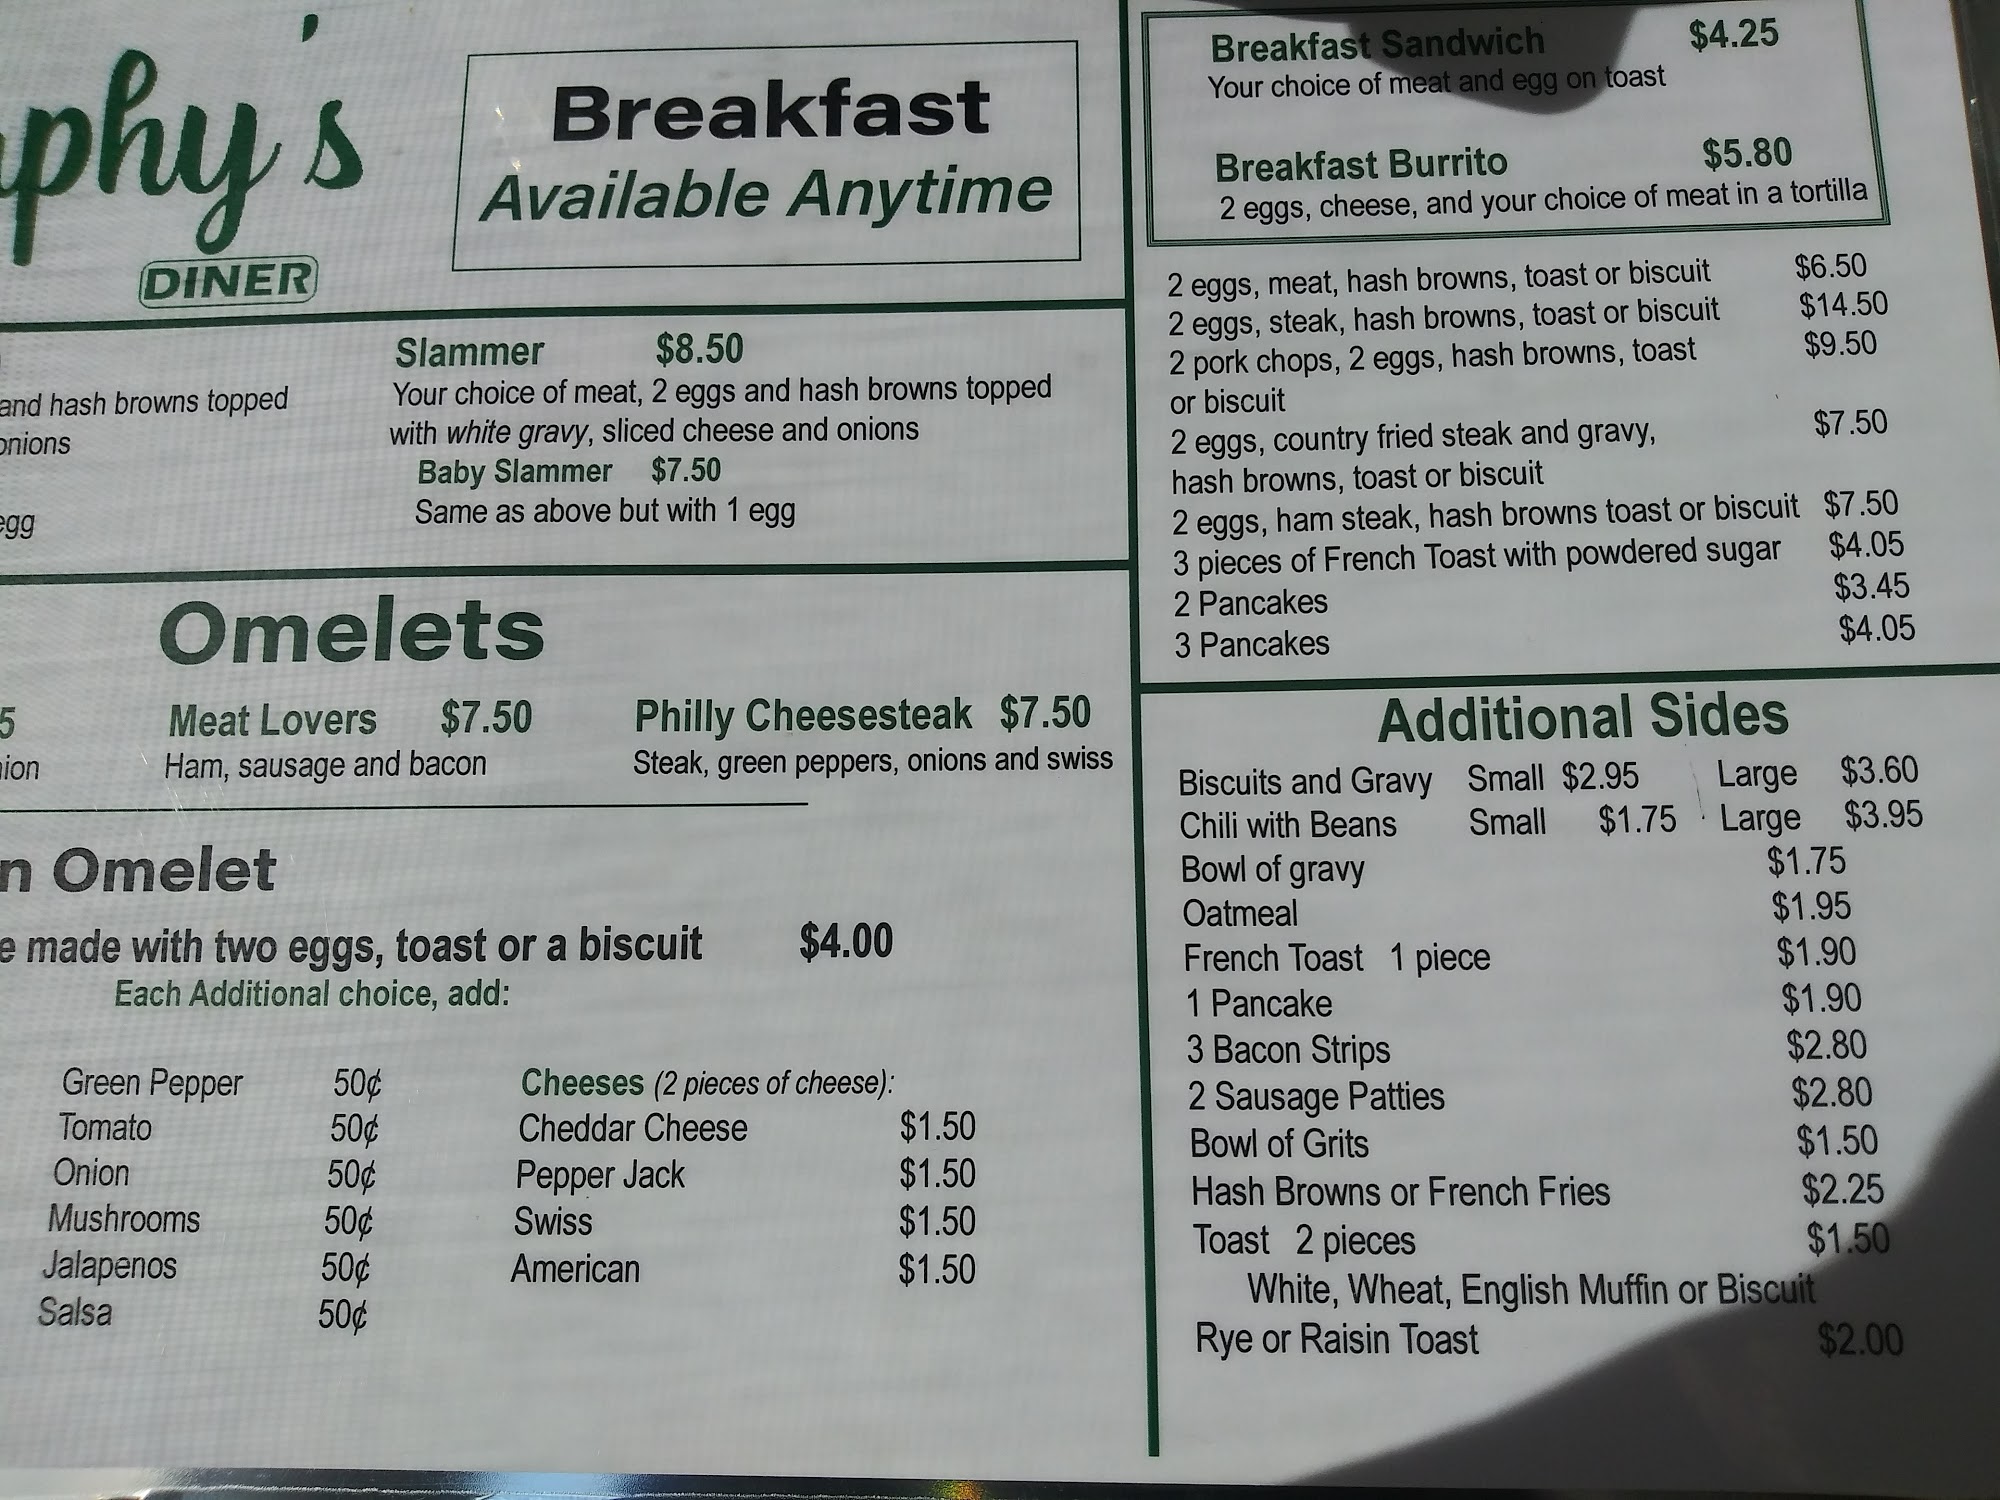 phy's
DINER
Breakfast
Available Anytime
and hash browns topped
onions
egg
Slammer $8.50
Your choice of meat, 2 eggs and hash browns topped
with white gravy, sliced cheese and onions
Baby Slammer $7.50
Same as above but with 1 egg
Omelets
5
Meat Lovers $7.50
Ham, sausage and bacon
Philly Cheesesteak $7.50
Steak, green peppers, onions and swiss
n Omelet
e made with two eggs, toast or a biscuit $4.00
Each Additional choice, add:
Green Pepper 50¢
Tomato 50¢
Onion 50¢
Mushrooms 50¢
Jalapenos 50¢
Salsa 50¢
Cheeses (2 pieces of cheese):
Cheddar Cheese $1.50
Pepper Jack $1.50
Swiss $1.50
American $1.50
Breakfast Sandwich $4.25
Your choice of meat and egg on toast
Breakfast Burrito $5.80
2 eggs, cheese, and your choice of meat in a tortilla
2 eggs, meat, hash browns, toast or biscuit $6.50
2 eggs, steak, hash browns, toast or biscuit $14.50
2 pork chops, 2 eggs, hash browns, toast $9.50
or biscuit
2 eggs, country fried steak and gravy, $7.50
hash browns, toast or biscuit
2 eggs, ham steak, hash browns toast or biscuit $7.50
3 pieces of French Toast with powdered sugar $4.05
2 Pancakes $3.45
3 Pancakes $4.05
Additional Sides
Biscuits and Gravy Small $2.95 Large $3.60
Chili with Beans Small $1.75 Large $3.95
Bowl of gravy $1.75
Oatmeal $1.95
French Toast 1 piece $1.90
1 Pancake $1.90
3 Bacon Strips $2.80
2 Sausage Patties $2.80
Bowl of Grits $1.50
Hash Browns or French Fries $2.25
Toast 2 pieces $1.50
White, Wheat, English Muffin or Biscuit
Rye or Raisin Toast $2.00